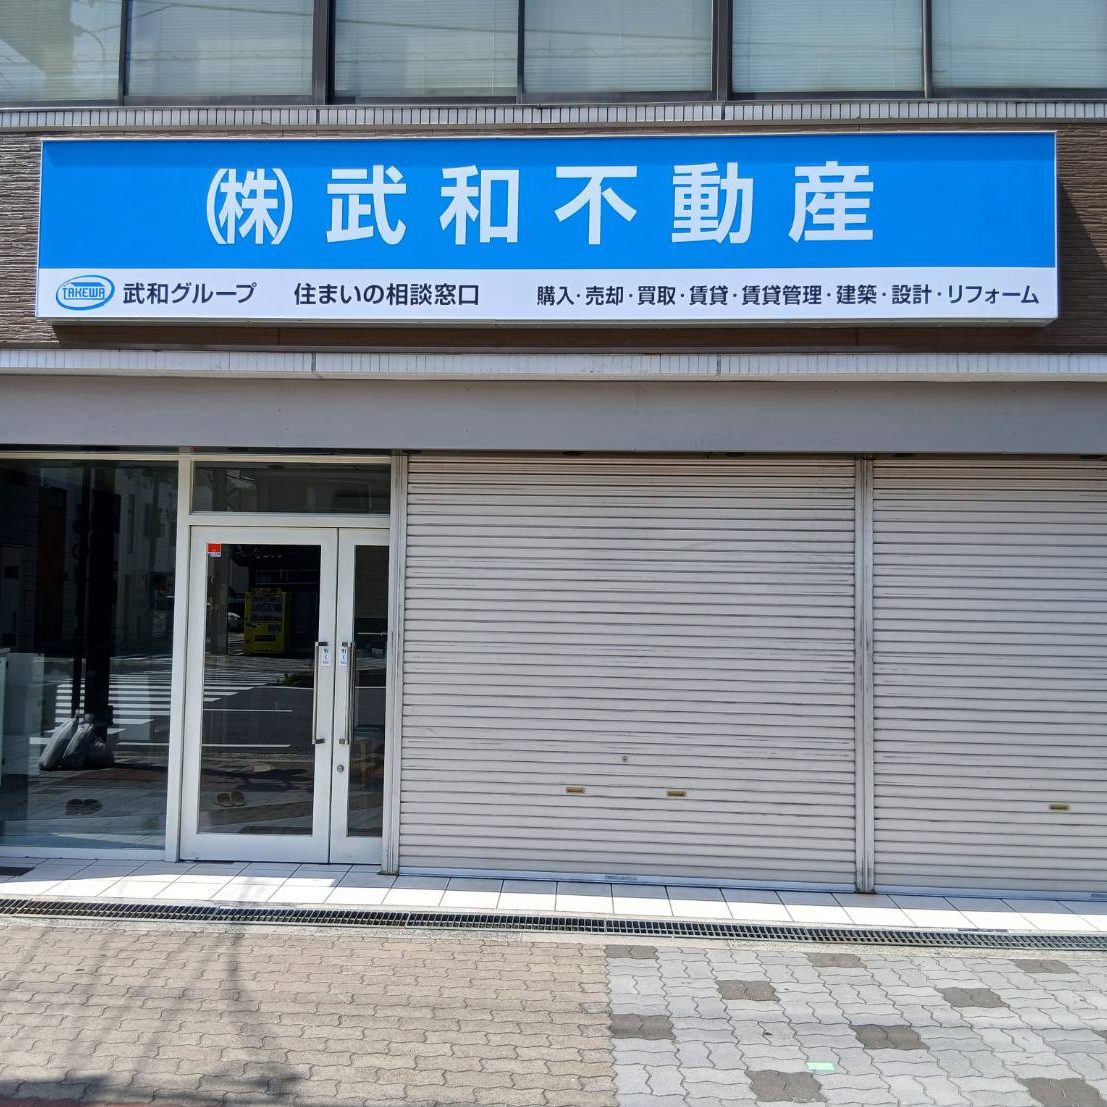 ㈱武和不動産
TAKEWA 武和グループ 住まいの相談窓口 購入・売却・買取・賃貸・賃貸管理・建築・設計・リフォーム